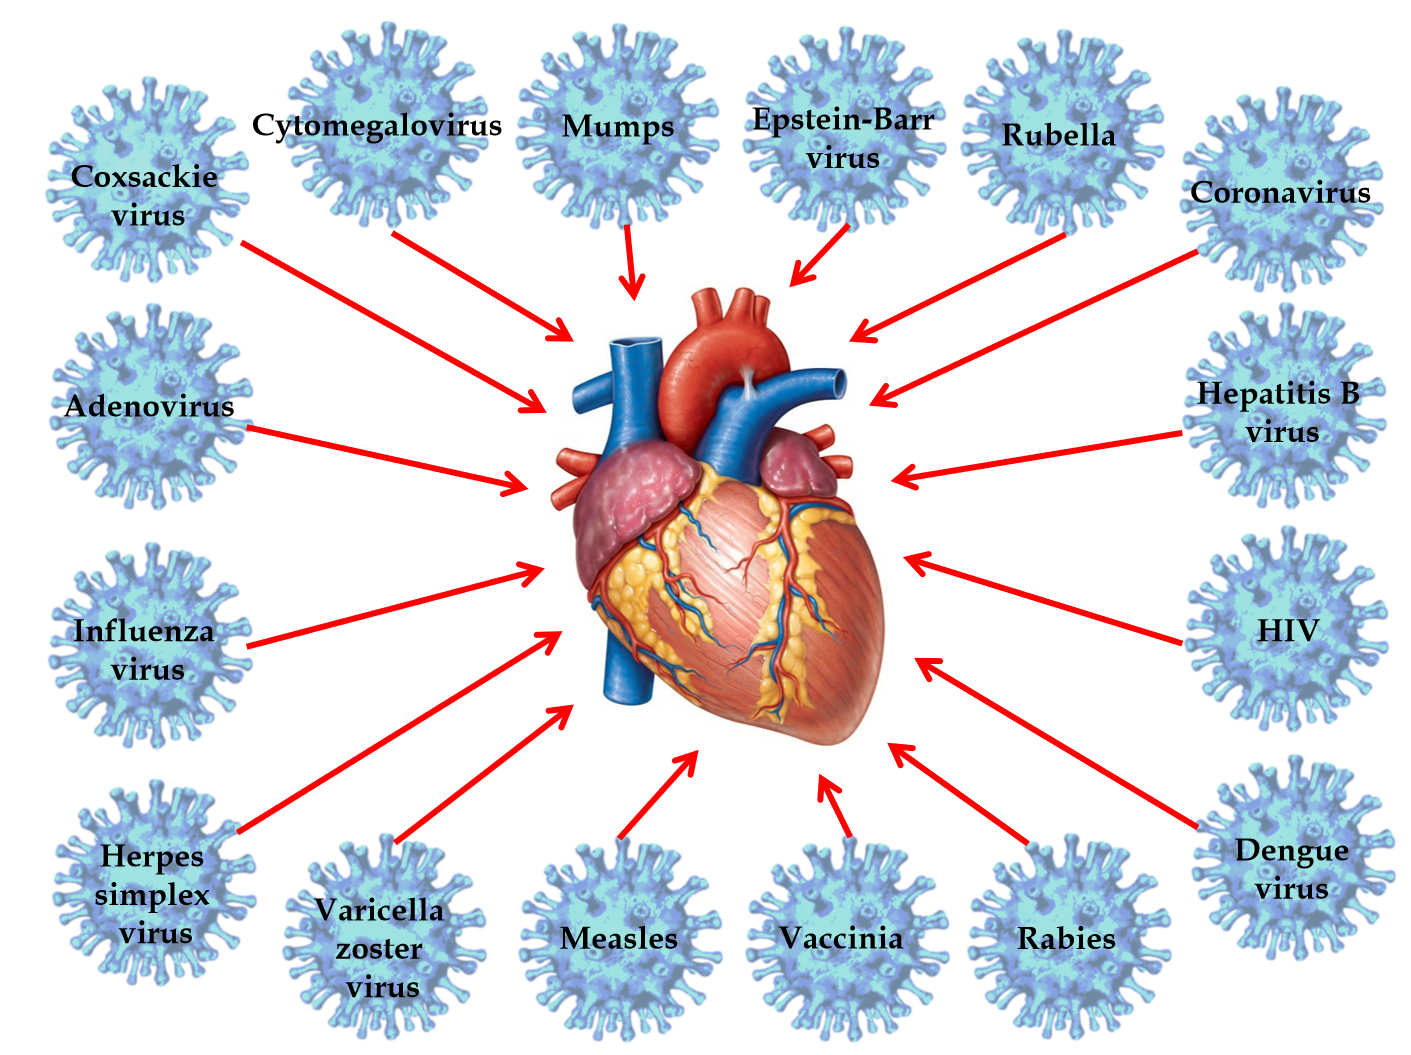 Cytomegalovirus
Mumps
Epstein-Barr
virus
Rubella
Coxsackie
virus
Coronavirus
Adenovirus
Hepatitis B
virus
Influenza
virus
HIV
Herpes
simplex
virus
Varicella
zoster
virus
Measles
Vaccinia
Rabies
Dengue
virus